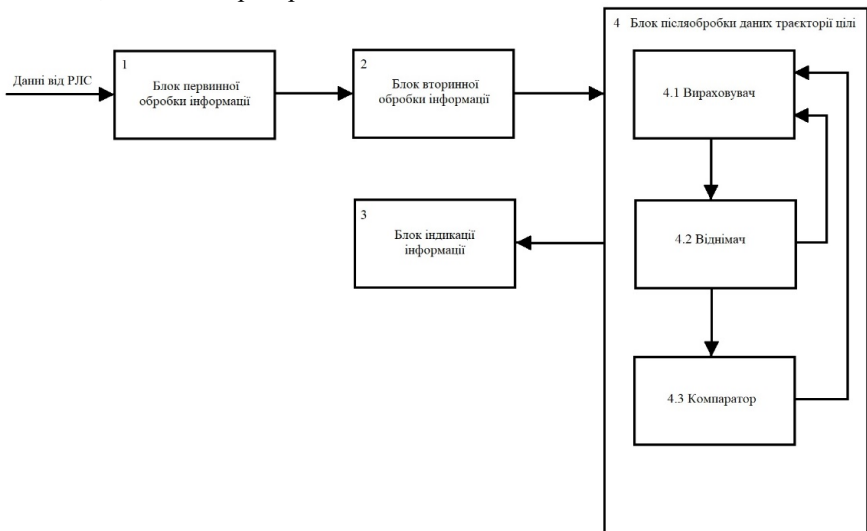 4 Блок післяобробки даних траєкторії цілі
Данні від РЛС
1
Блок первинної
обробки інформації
2
Блок вторинної
обробки інформації
4.1 Вираховувач
3
Блок індикації
інформації
4.2 Віднімач
4.3 Компаратор